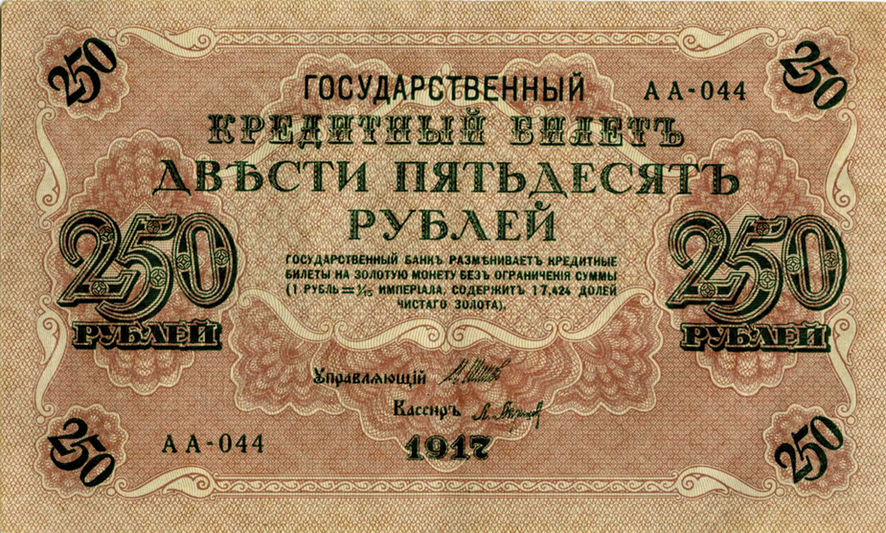 250
250
ГОСУДАРСТВЕННЫЙ
АА-044
КРЕДИТНЫЙ БИЛЕТЪ
ДВѢСТИ ПЯТЬДЕСЯТЪ
РУБЛЕЙ
250
РУБЛЕЙ
250
РУБЛЕЙ
ГОСУДАРСТВЕННЫЙ БАНКЪ РАЗМѢНИВАЕТЪ КРЕДИТНЫЕ
БИЛЕТЫ НА ЗОЛОТУЮ МОНЕТУ БЕЗЪ ОГРАНИЧЕНІЯ СУММЫ
(1 РУБЛЬ = 1/15 ИМПЕРІАЛА, СОДЕРЖИТЪ 17,424 ДОЛЕЙ
ЧИСТАГО ЗОЛОТА).
Управляющій
Кассиръ
250
АА-044
1917
250